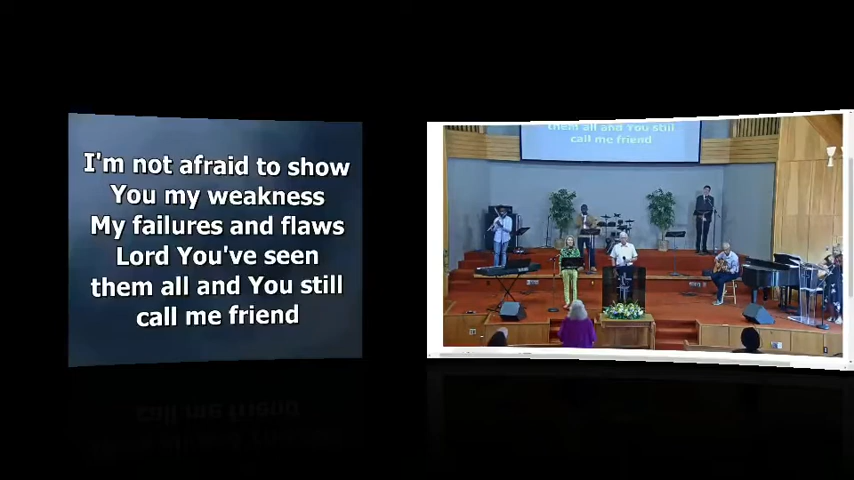 I'm not afraid to show
You my weakness
My failures and flaws
Lord You've seen
them all and You still
call me friend
them all and You still
call me friend